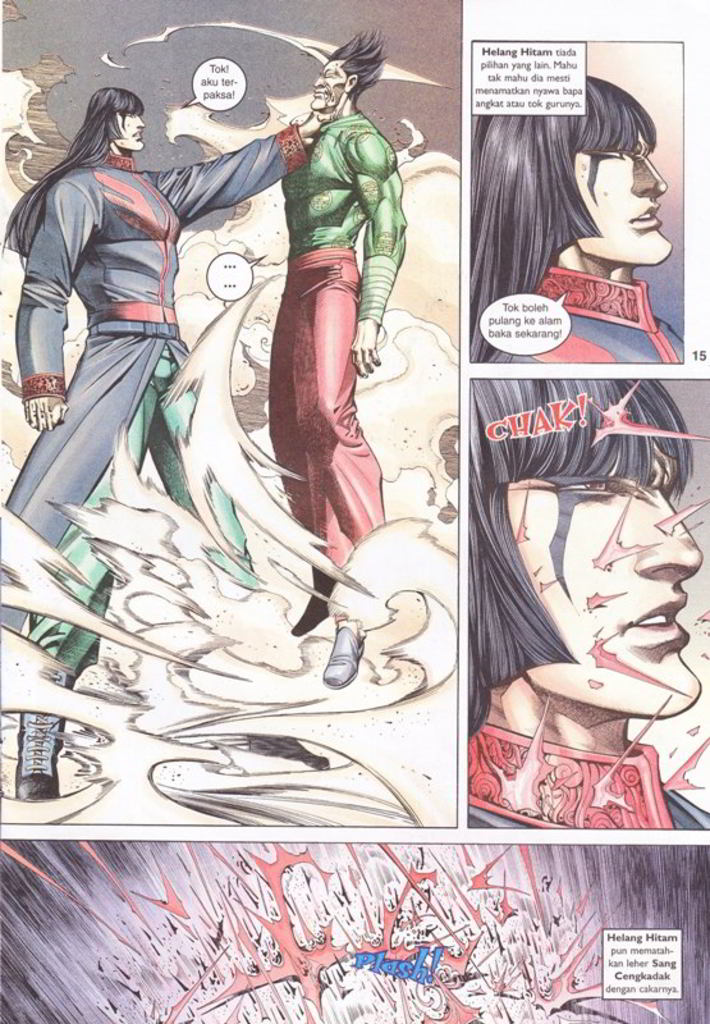 Tok!
aku ter-
paksa!
...
...
Helang Hitam tiada
pilihan yang lain. Mahu
tak mahu dia mesti
menamatkan nyawa bapa
angkat atau tok gurunya.
Tok boleh
pulang ke alam
baka sekarang!
15
CHAK!
Plash!
Helang Hitam
pun mematah-
kan leher Sang
Cengkadak
dengan cakarnya.